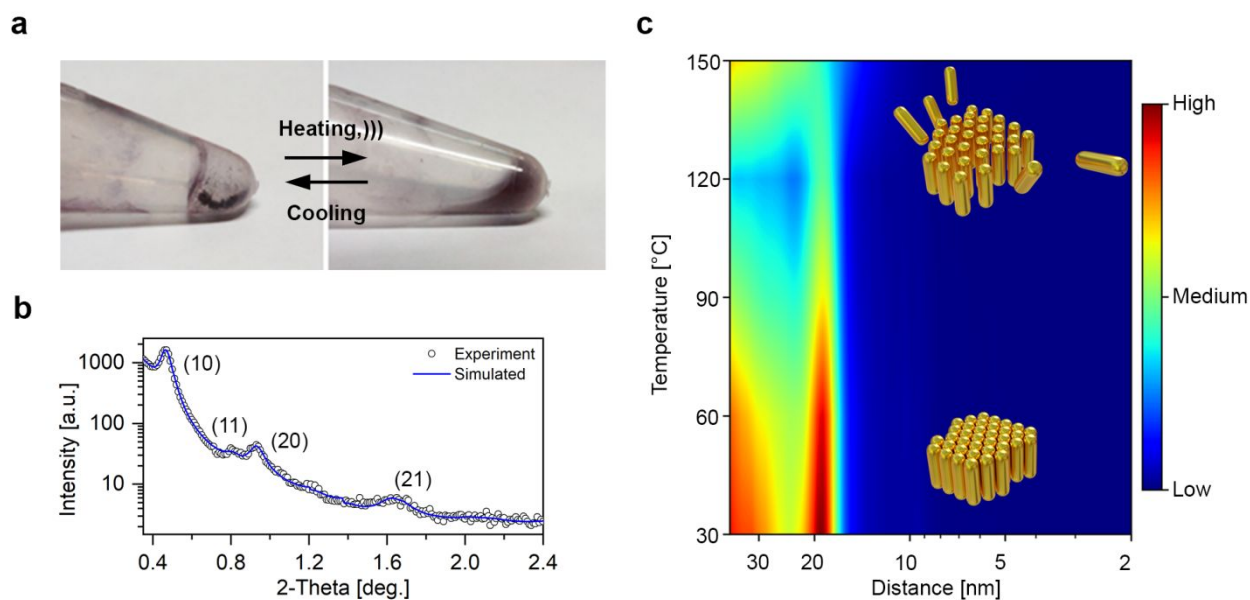 a
Heating,)))
Cooling
b
Intensity [a.u.]
1000
100
10
(10)
(11)
(20)
(21)
Experiment
Simulated
0.4
0.8
1.2
1.6
2.0
2.4
2-Theta [deg.]
c
Temperature [°C]
150
120
90
60
30
30
20
10
5
2
Distance [nm]
High
Medium
Low